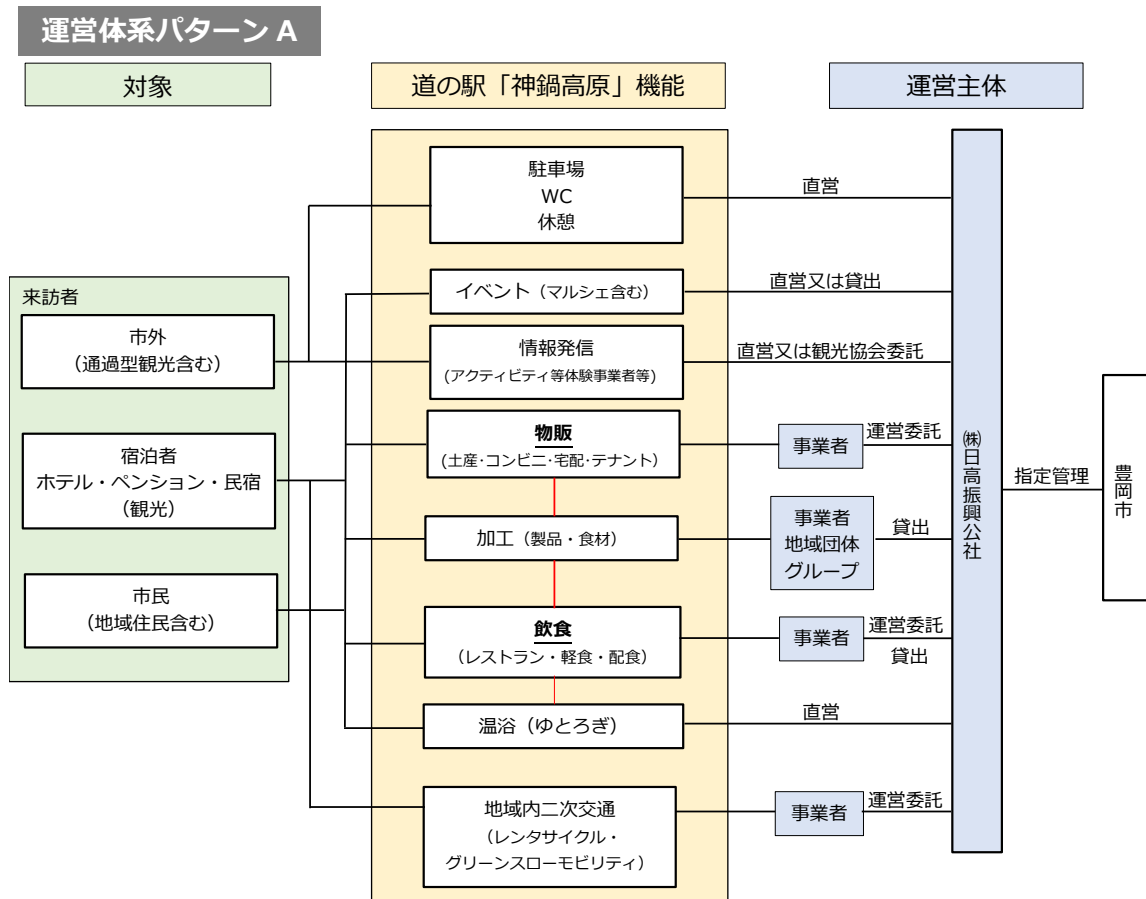 運営体系パターン A
対象
道の駅「神鍋高原」機能
運営主体
来訪者
市外
（通過型観光含む）
宿泊者
ホテル・ペンション・民宿
（観光）
市民
（地域住民含む）
駐車場
WC
休憩
イベント（マルシェ含む）
情報発信
(アクティビティ等体験事業者等)
物販
(土産･コンビニ･宅配･テナント）
加工（製品・食材）
飲食
（レストラン・軽食・配食）
温浴（ゆとろぎ）
地域内二次交通
（レンタサイクル・
グリーンスローモビリティ）
直営
直営又は貸出
直営又は観光協会委託
事業者
運営委託
事業者
地域団体
グループ
貸出
事業者
運営委託
貸出
直営
事業者
運営委託
㈱日高振興公社
指定管理
豊岡市